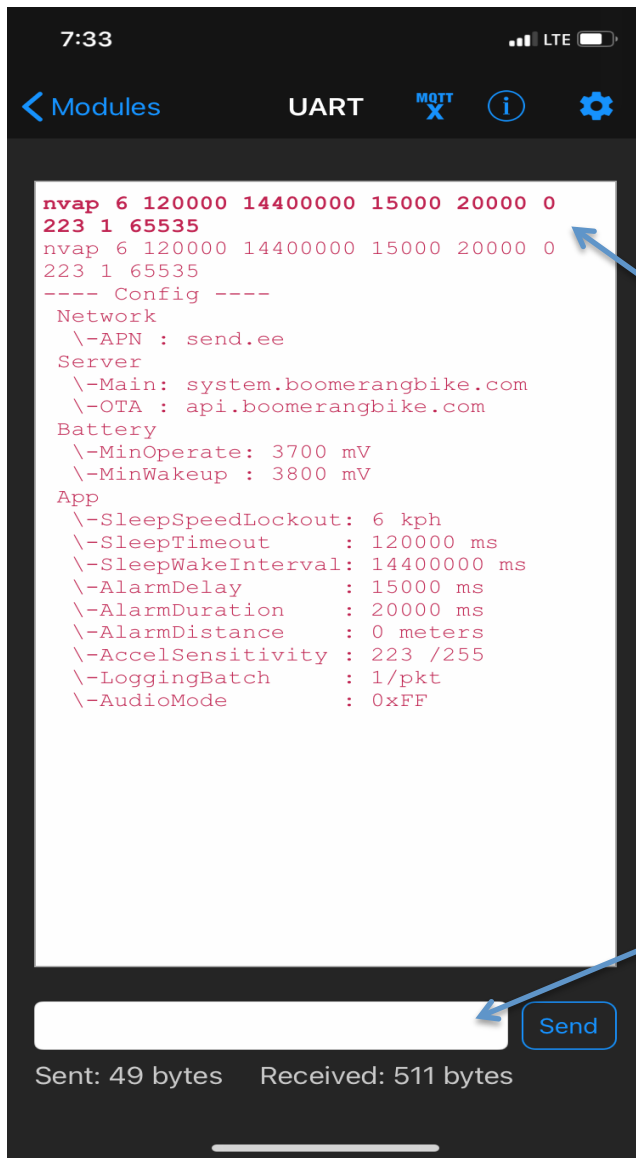 7:33 LTE
Modules UART MQTT X i
nvap 6 120000 14400000 15000 20000 0
223 1 65535
nvap 6 120000 14400000 15000 20000 0
223 1 65535
---- Config ----
Network
\-APN : send.ee
Server
\-Main: system.boomerangbike.com
\-OTA : api.boomerangbike.com
Battery
\-MinOperate: 3700 mV
\-MinWakeup : 3800 mV
App
\-SleepSpeedLockout: 6 kph
\-SleepTimeout : 120000 ms
\-SleepWakeInterval: 14400000 ms
\-AlarmDelay : 15000 ms
\-AlarmDuration : 20000 ms
\-AlarmDistance : 0 meters
\-AccelSensitivity : 223 /255
\-LoggingBatch : 1/pkt
\-AudioMode : 0xFF
Send
Sent: 49 bytes Received: 511 bytes